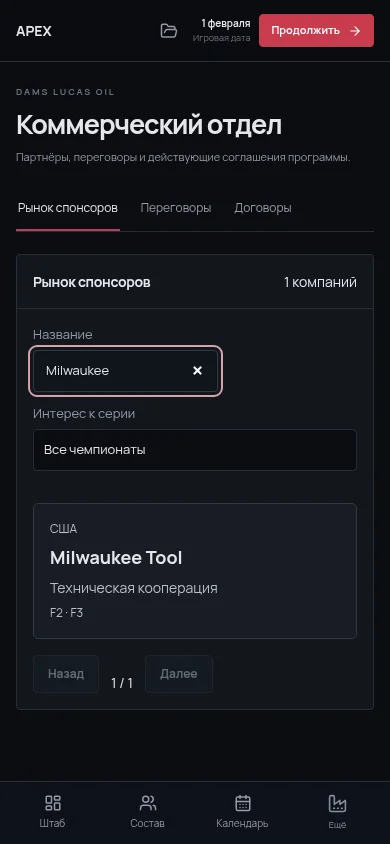 APEX
1 февраля
Игровая дата
Продолжить
DAMS LUCAS OIL
Коммерческий отдел
Партнёры, переговоры и действующие соглашения программы.
Рынок спонсоров
Переговоры
Договоры
Рынок спонсоров
1 компаний
Название
Milwaukee
Интерес к серии
Все чемпионаты
США
Milwaukee Tool
Техническая кооперация
F2 · F3
Назад
1 / 1
Далее
Штаб
Состав
Календарь
Ещё